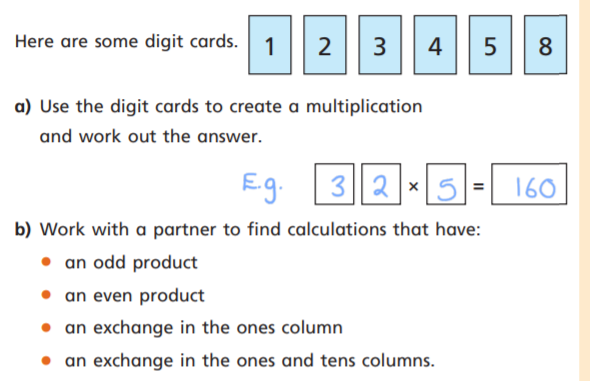 Here are some digit cards. 1 2 3 4 5 8
a) Use the digit cards to create a multiplication
and work out the answer.
E.g. 3 2 × 5 = 160
b) Work with a partner to find calculations that have:
• an odd product
• an even product
• an exchange in the ones column
• an exchange in the ones and tens columns.